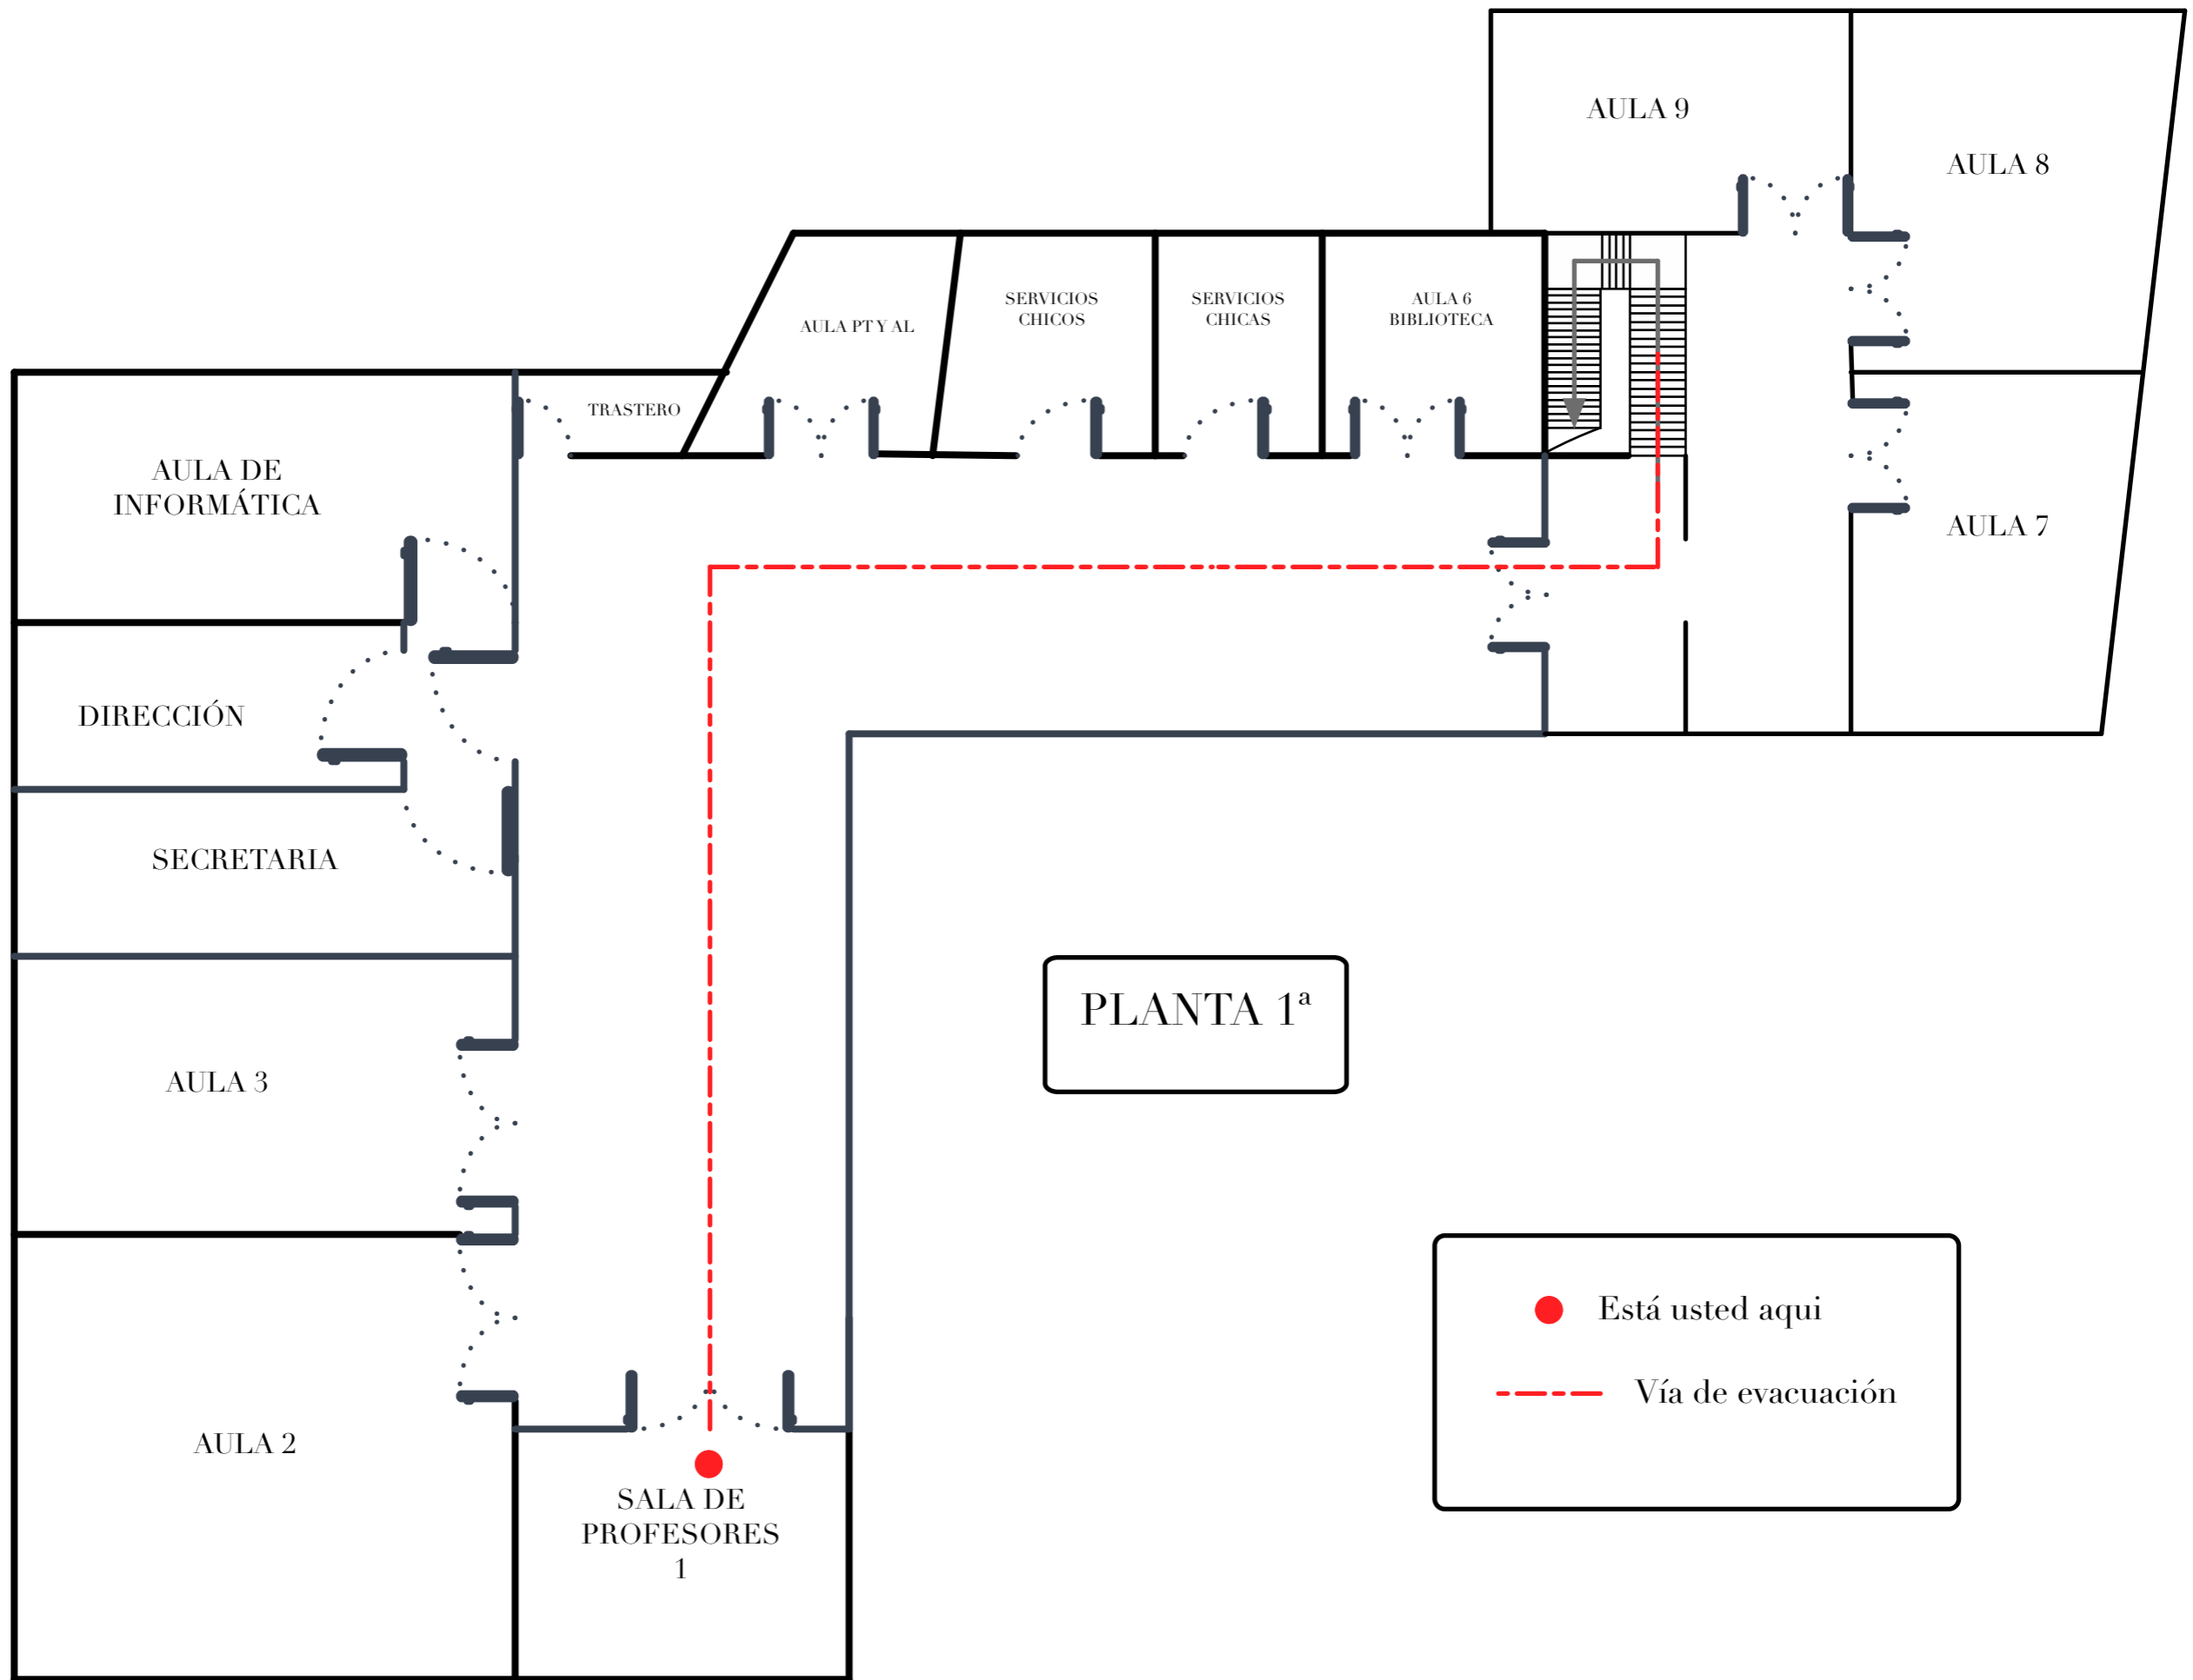 AULA 9
AULA 8
SERVICIOS
CHICOS
SERVICIOS
CHICAS
AULA 6
BIBLIOTECA
AULA PT Y AL
TRASTERO
AULA DE
INFORMÁTICA
AULA 7
DIRECCIÓN
SECRETARIA
PLANTA 1ª
AULA 3
Está usted aqui
Vía de evacuación
AULA 2
SALA DE
PROFESORES
1